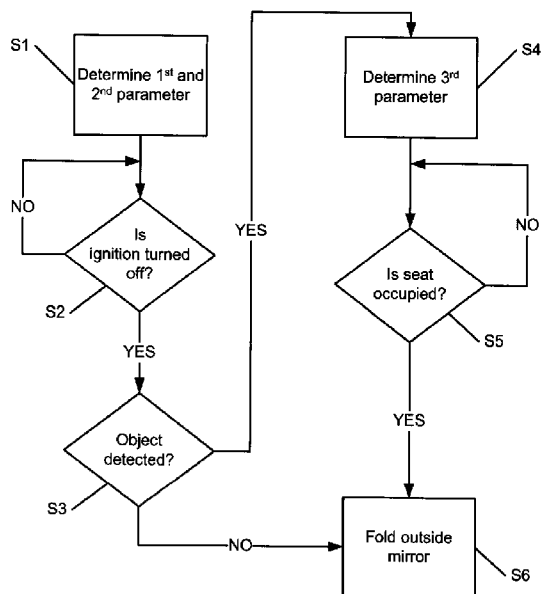 S1
Determine 1st and
2nd parameter
NO
Is
ignition turned
off?
S2
YES
Object
detected?
S3
NO
YES
Determine 3rd
parameter
S4
NO
Is seat
occupied?
S5
YES
Fold outside
mirror
S6